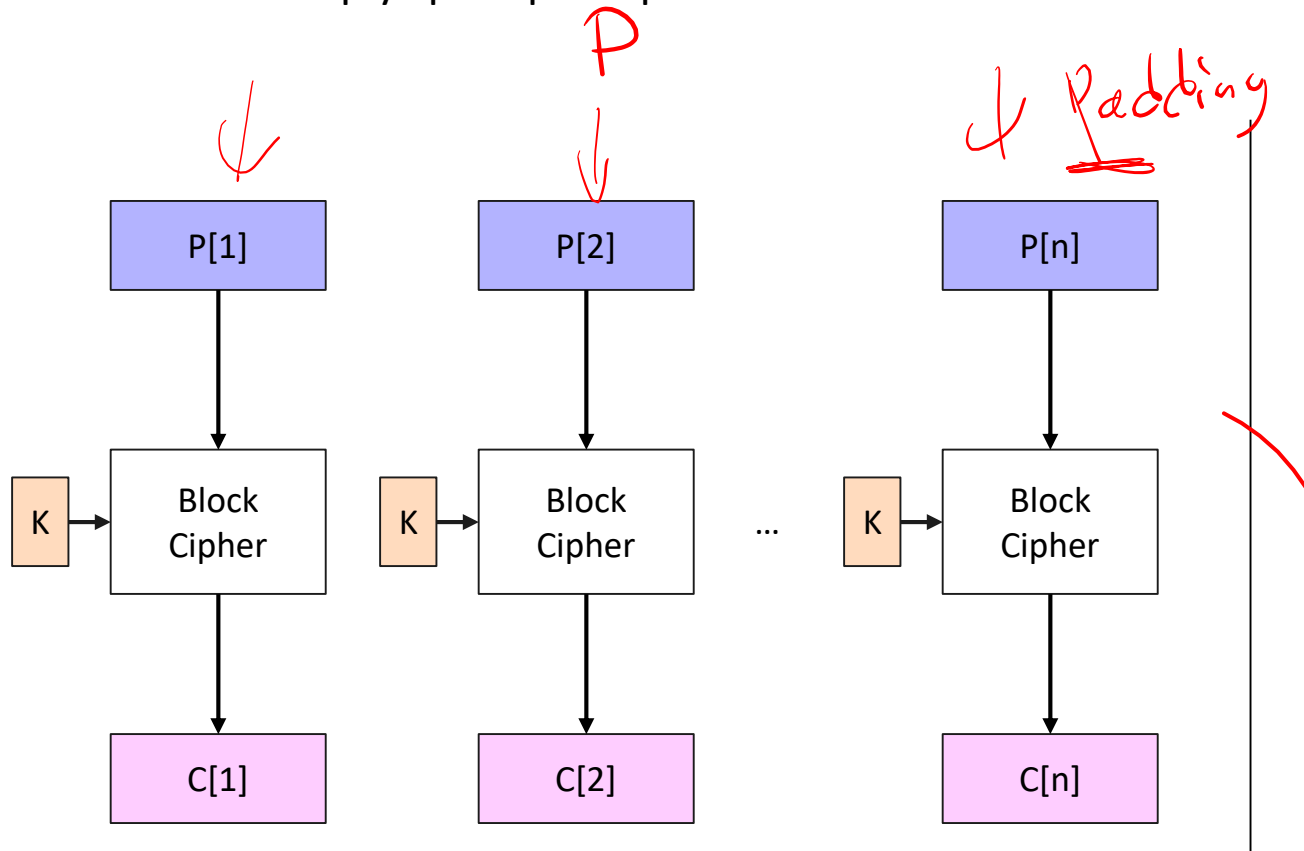 P
Padding
P[1] P[2] P[n]
K Block Cipher K Block Cipher ... K Block Cipher
C[1] C[2] C[n]